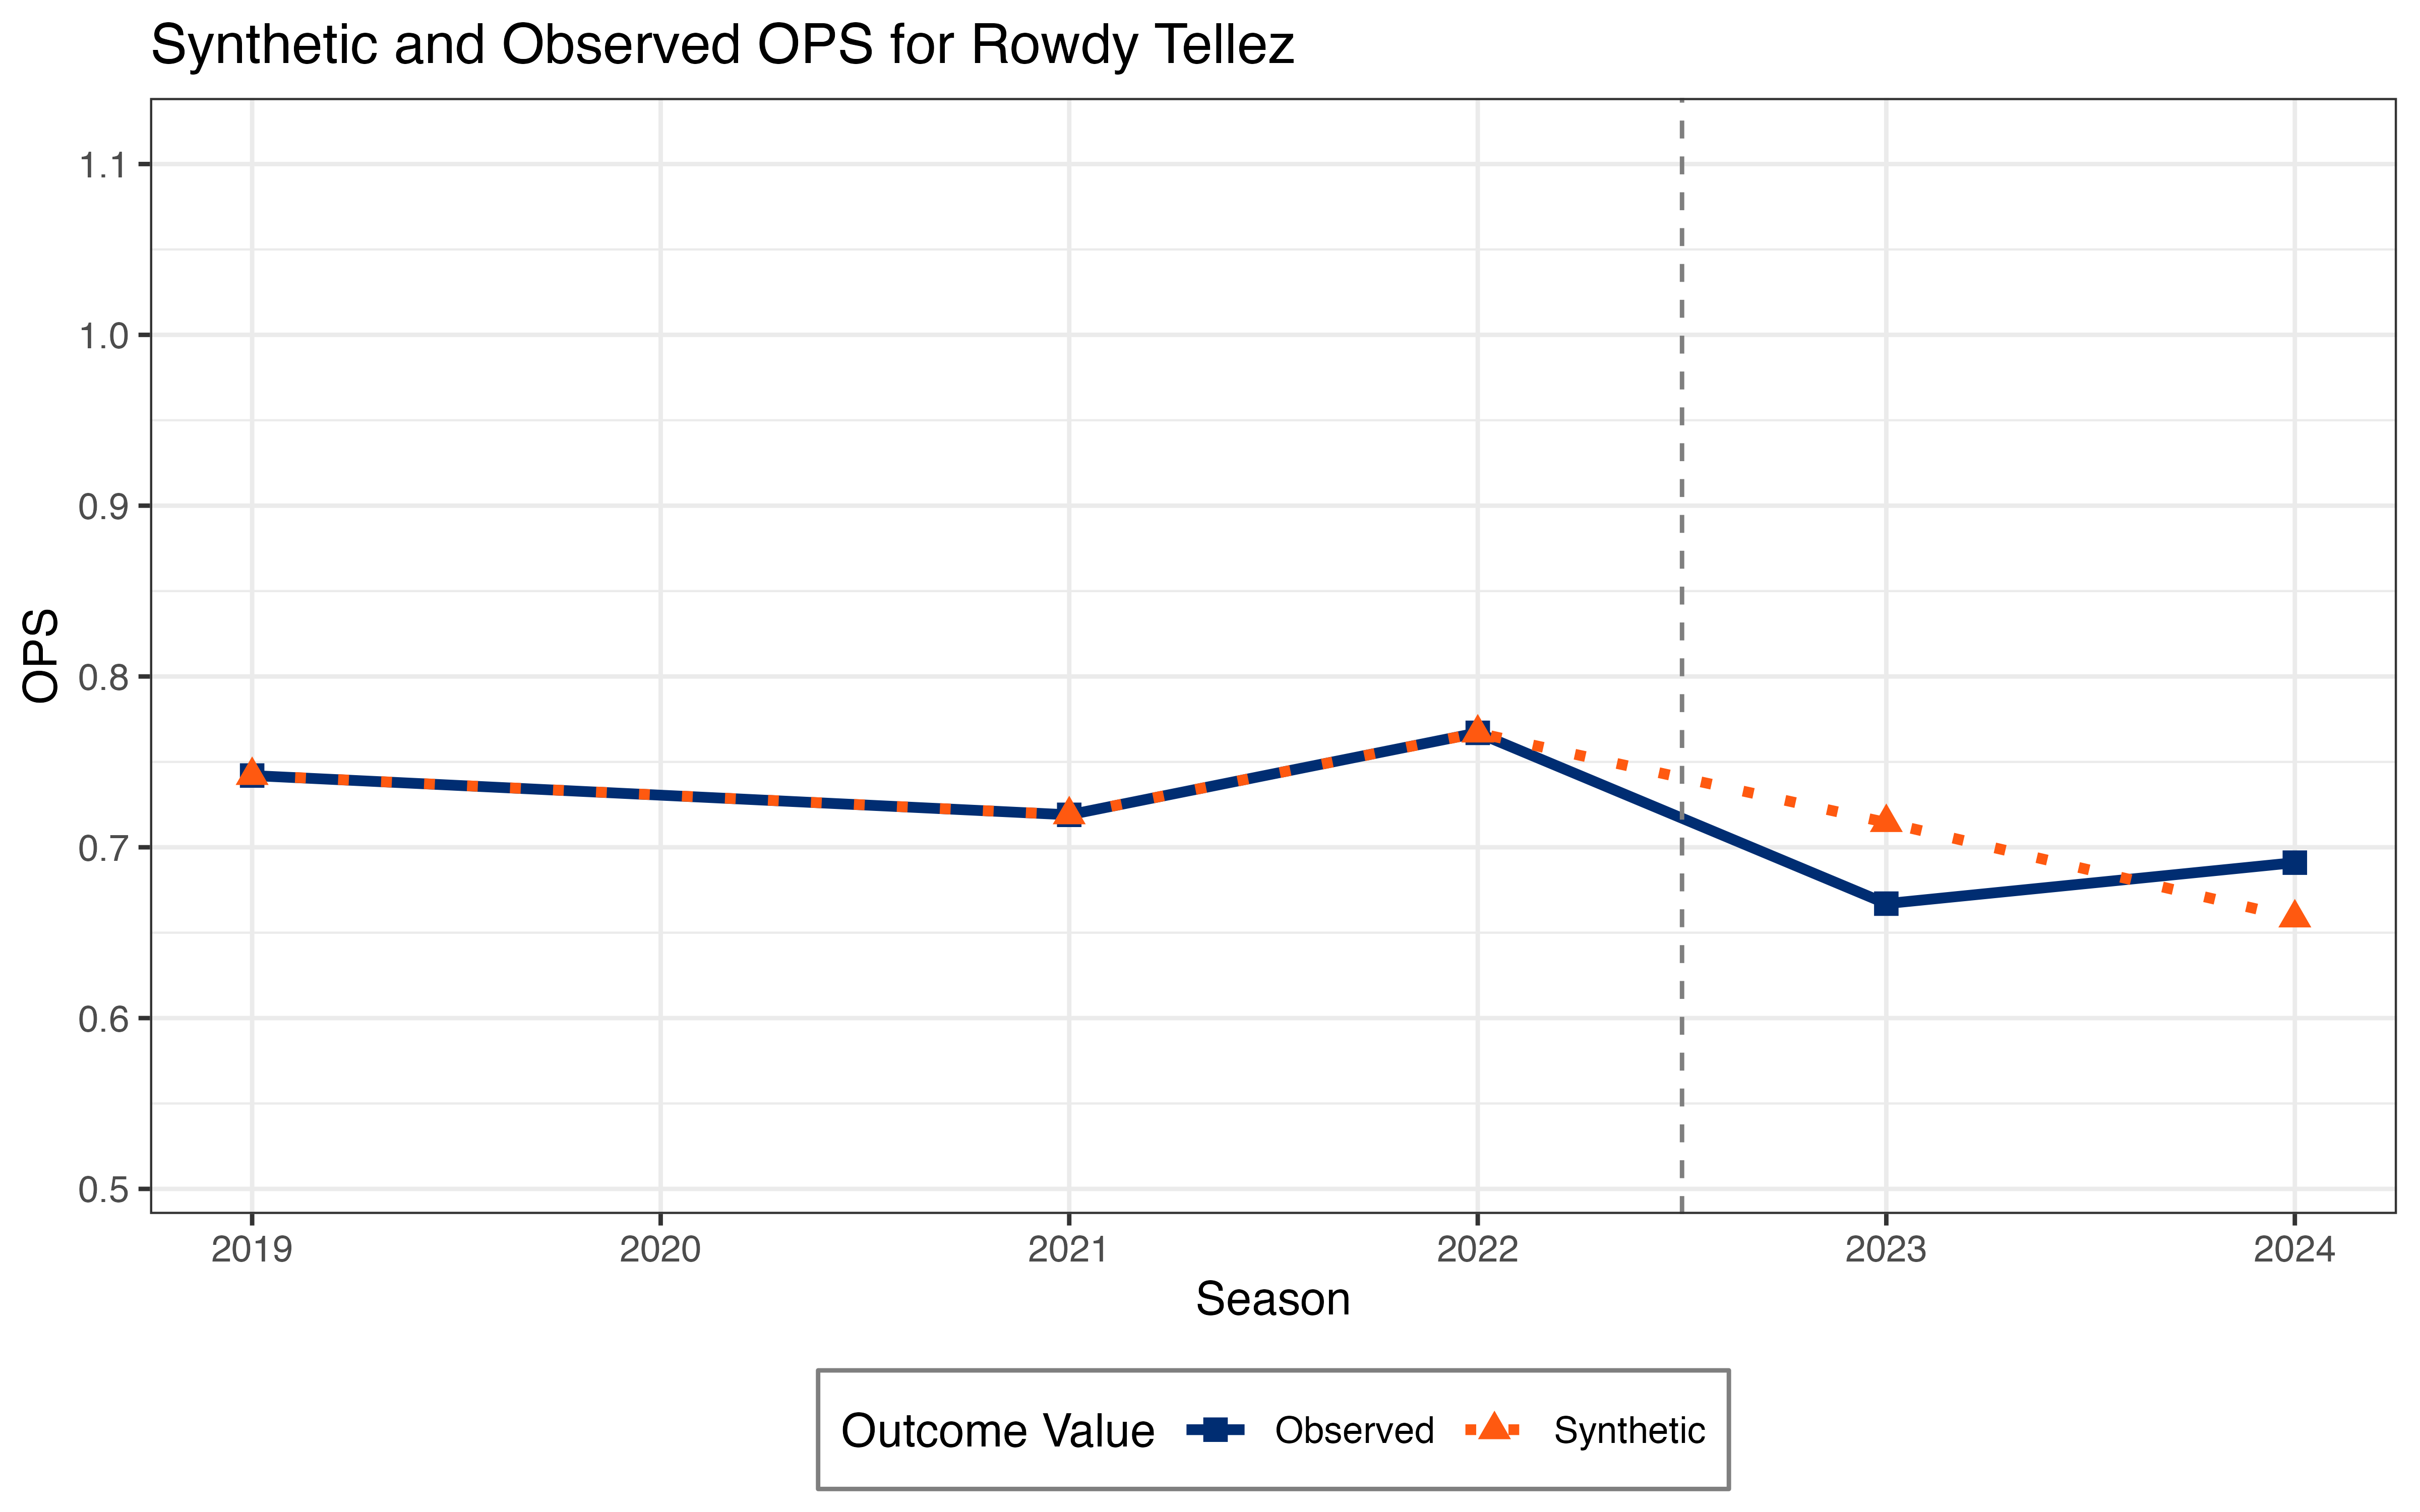 Synthetic and Observed OPS for Rowdy Tellez
OPS
1.1
1.0
0.9
0.8
0.7
0.6
0.5
2019 2020 2021 2022 2023 2024
Season
Outcome Value Observed Synthetic